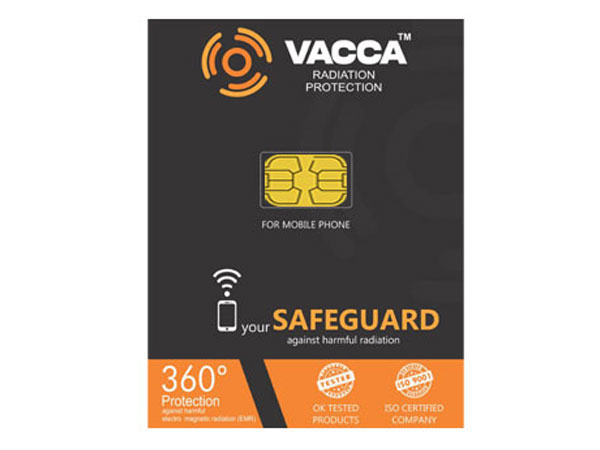 VACCA™
RADIATION
PROTECTION
FOR MOBILE PHONE
your SAFEGUARD
against harmful radiation
360°
Protection
against harmful
electro magnetic radiation (EMR)
TESTED
OK TESTED
PRODUCTS
ISO 9001
ISO CERTIFIED
COMPANY